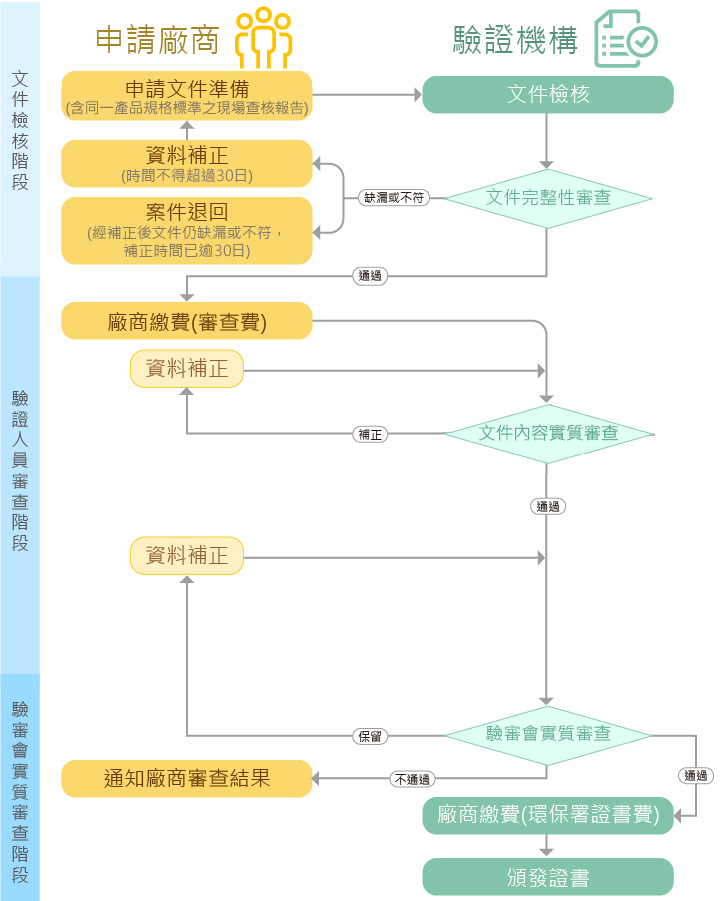 申請廠商
驗證機構
文件檢核階段
申請文件準備
(含同一產品規格標準之現場查核報告)
文件檢核
資料補正
(時間不得超過30日)
案件退回
(經補正後文件仍缺漏或不符，
補正時間已逾30日)
缺漏或不符
文件完整性審查
通過
驗證人員審查階段
廠商繳費(審查費)
資料補正
補正
文件內容實質審查
通過
資料補正
驗審會實質審查階段
保留
驗審會實質審查
通知廠商審查結果
不通過
通過
廠商繳費(環保署證書費)
頒發證書